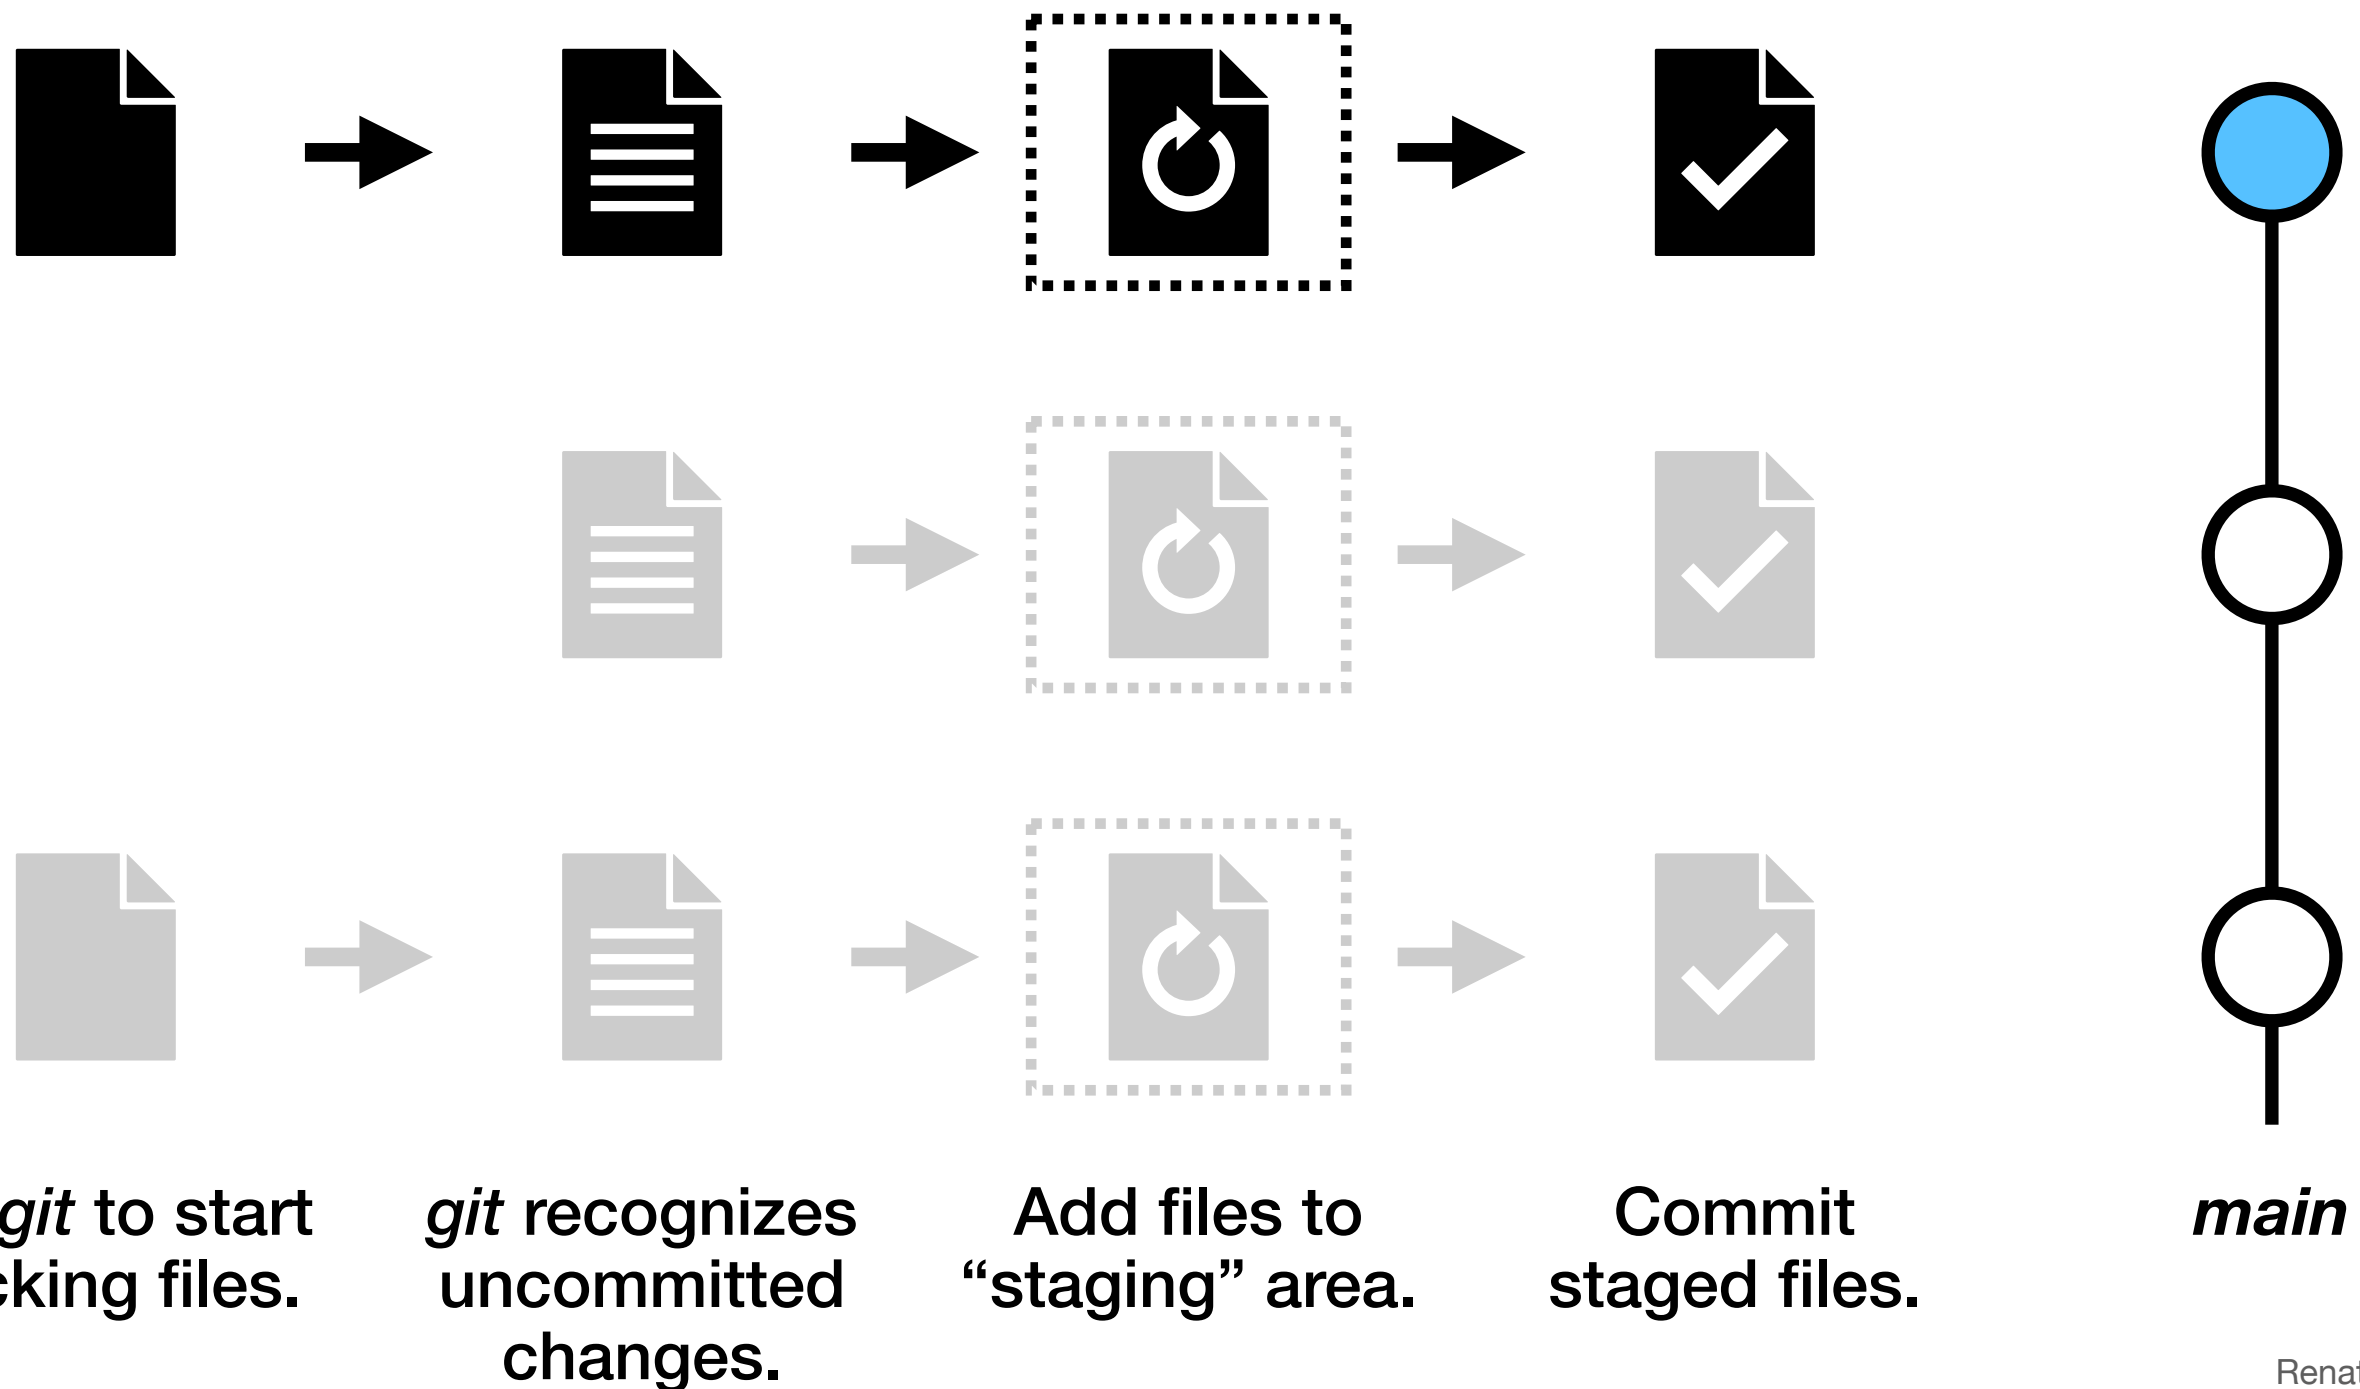 git to start
king files.
git recognizes
uncommitted
changes.
Add files to
“staging” area.
Commit
staged files.
main
Renat